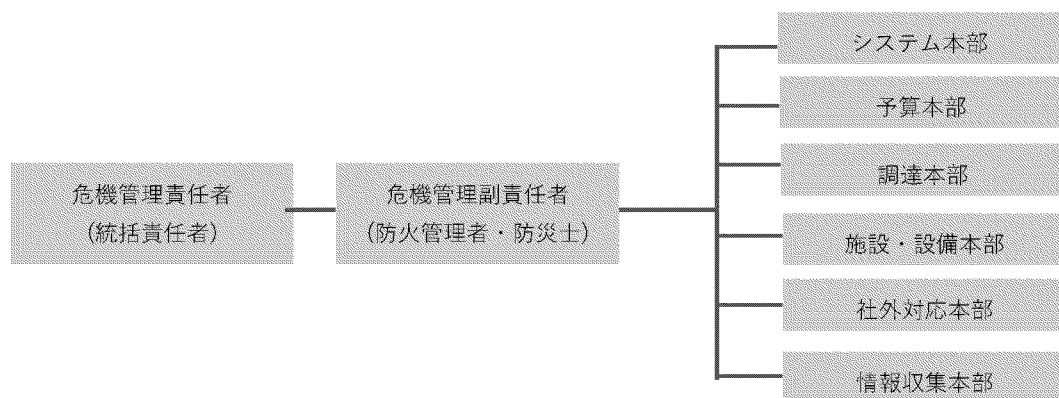 危機管理責任者
(統括責任者)
危機管理副責任者
(防火管理者・防災士)
システム本部
予算本部
調達本部
施設・設備本部
社外対応本部
情報収集本部